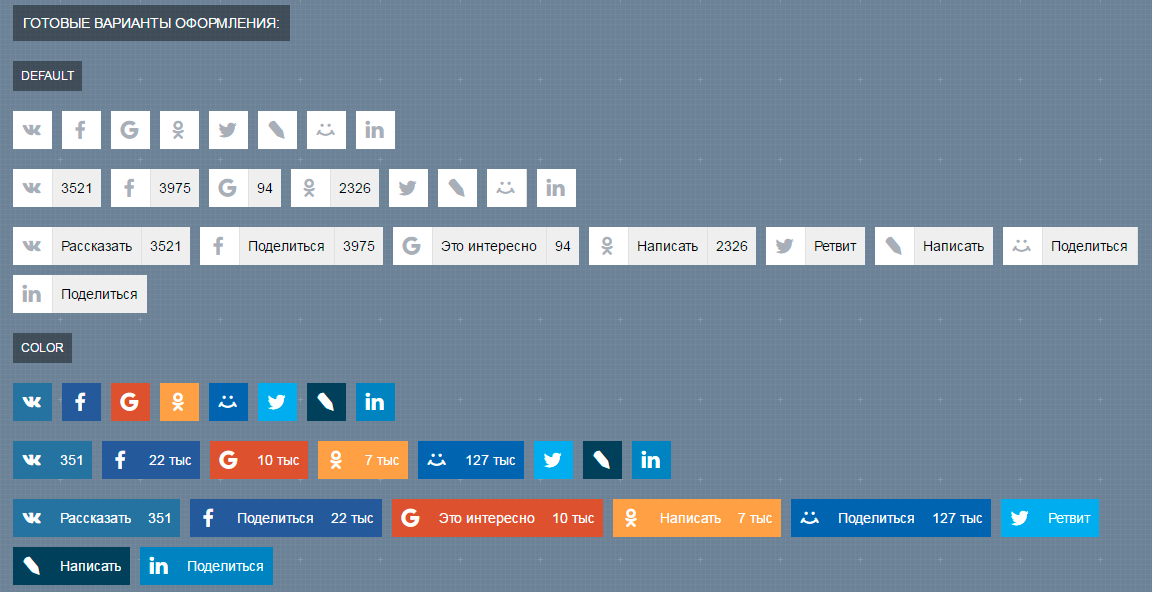 ГОТОВЫЕ ВАРИАНТЫ ОФОРМЛЕНИЯ:
DEFAULT
3521 3975 94 2326
Рассказать 3521 Поделиться 3975 Это интересно 94 Написать 2326 Ретвит Написать Поделиться
Поделиться
COLOR
351 22 тыс 10 тыс 7 тыс 127 тыс
Рассказать 351 Поделиться 22 тыс Это интересно 10 тыс Написать 7 тыс Поделиться 127 тыс Ретвит
Написать Поделиться